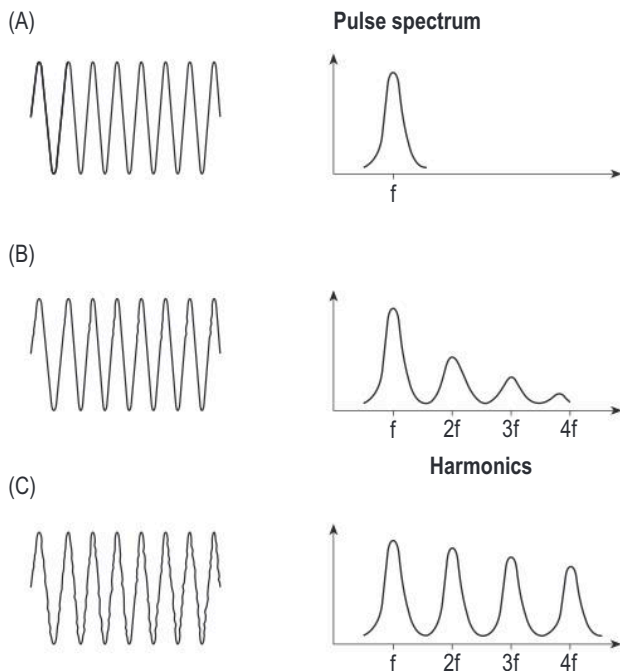 (A)
Pulse spectrum
f
(B)
f 2f 3f 4f
Harmonics
(C)
f 2f 3f 4f